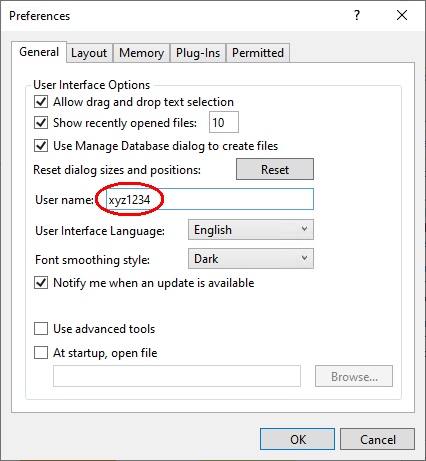 Preferences ?
General Layout Memory Plug-Ins Permitted
User Interface Options
Allow drag and drop text selection
Show recently opened files: 10
Use Manage Database dialog to create files
Reset dialog sizes and positions: Reset
User name: xyz1234
User Interface Language: English
Font smoothing style: Dark
Notify me when an update is available
Use advanced tools
At startup, open file
Browse...
OK Cancel